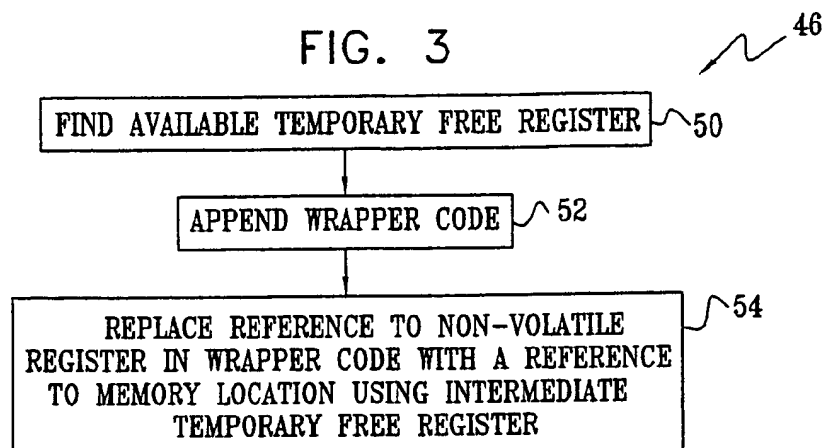 FIG. 3
46
FIND AVAILABLE TEMPORARY FREE REGISTER
50
APPEND WRAPPER CODE
52
REPLACE REFERENCE TO NON-VOLATILE
REGISTER IN WRAPPER CODE WITH A REFERENCE
TO MEMORY LOCATION USING INTERMEDIATE
TEMPORARY FREE REGISTER
54